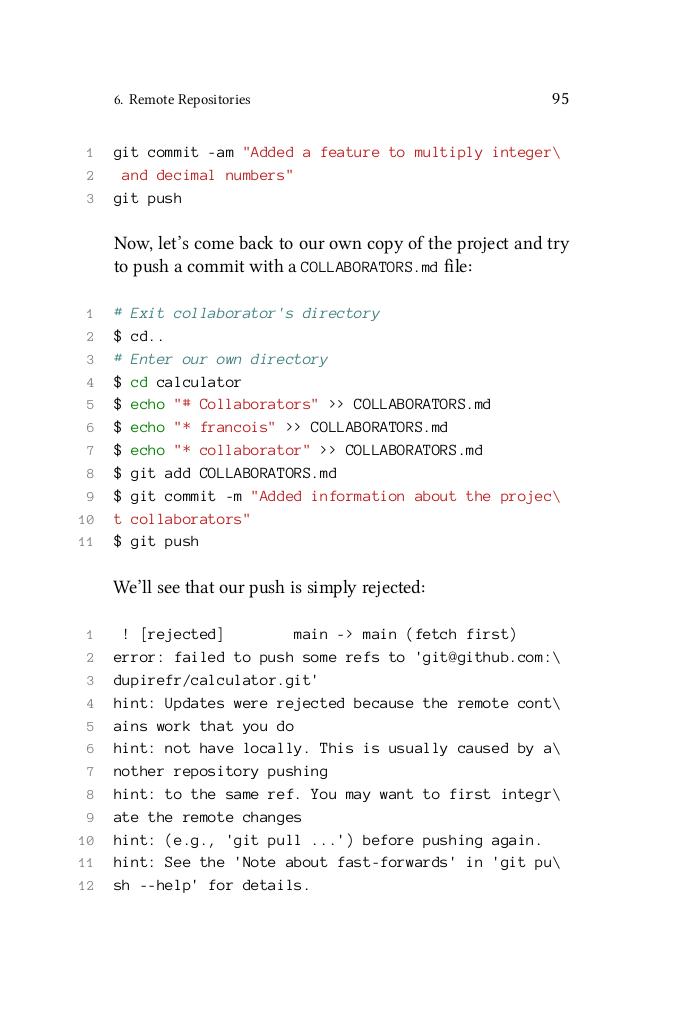 6. Remote Repositories 95
1 git commit -am "Added a feature to multiply integer\
2  and decimal numbers"
3 git push
Now, let's come back to our own copy of the project and try
to push a commit with a COLLABORATORS.md file:
1 # Exit collaborator's directory
2 $ cd..
3 # Enter our own directory
4 $ cd calculator
5 $ echo "# Collaborators" >> COLLABORATORS.md
6 $ echo "* francois" >> COLLABORATORS.md
7 $ echo "* collaborator" >> COLLABORATORS.md
8 $ git add COLLABORATORS.md
9 $ git commit -m "Added information about the projec\
10 t collaborators"
11 $ git push
We'll see that our push is simply rejected:
1  ! [rejected]        main -> main (fetch first)
2 error: failed to push some refs to 'git@github.com:\
3 dupirefr/calculator.git'
4 hint: Updates were rejected because the remote cont\
5 ains work that you do
6 hint: not have locally. This is usually caused by a\
7 nother repository pushing
8 hint: to the same ref. You may want to first integr\
9 ate the remote changes
10 hint: (e.g., 'git pull ...') before pushing again.
11 hint: See the 'Note about fast-forwards' in 'git pu\
12 sh --help' for details.